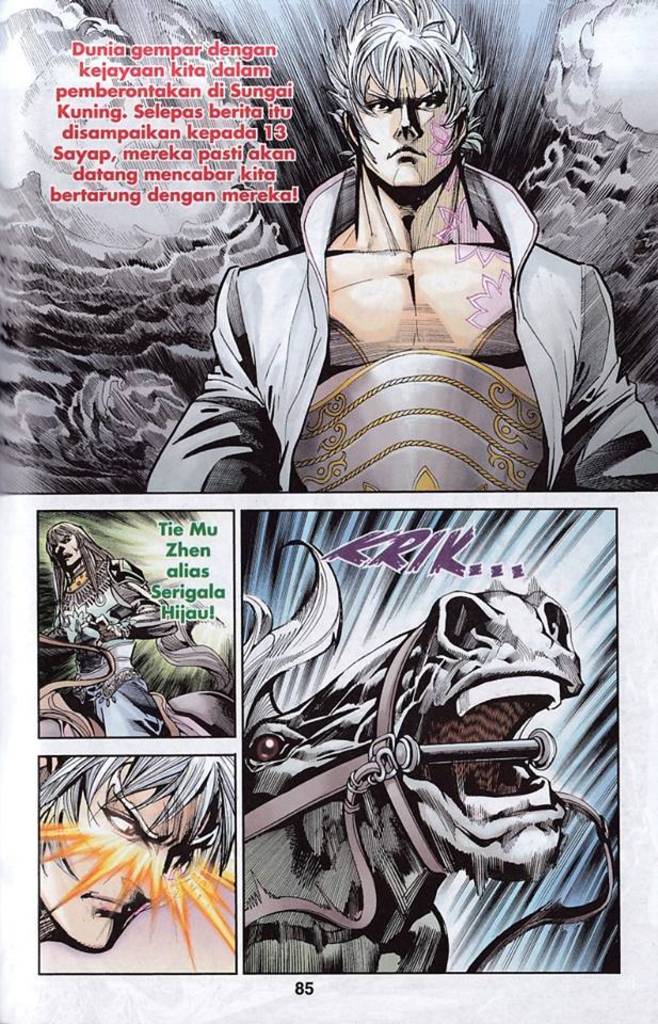 Dunia gempar dengan
kejayaan kita dalam
pemberontakan di Sungai
Kuning. Selepas berita itu
disampaikan kepada 13
Sayap, mereka pasti akan
datang mencabar kita
bertarung dengan mereka!
Tie Mu
Zhen
alias
Serigala
Hijau!
KRIK...
85